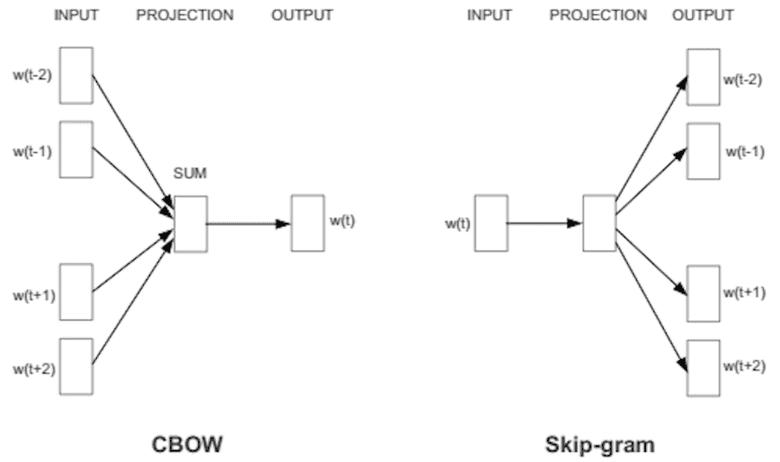 INPUT PROJECTION OUTPUT
w(t-2)
w(t-1)
SUM
w(t)
w(t+1)
w(t+2)
CBOW
INPUT PROJECTION OUTPUT
w(t-2)
w(t-1)
w(t)
w(t+1)
w(t+2)
Skip-gram